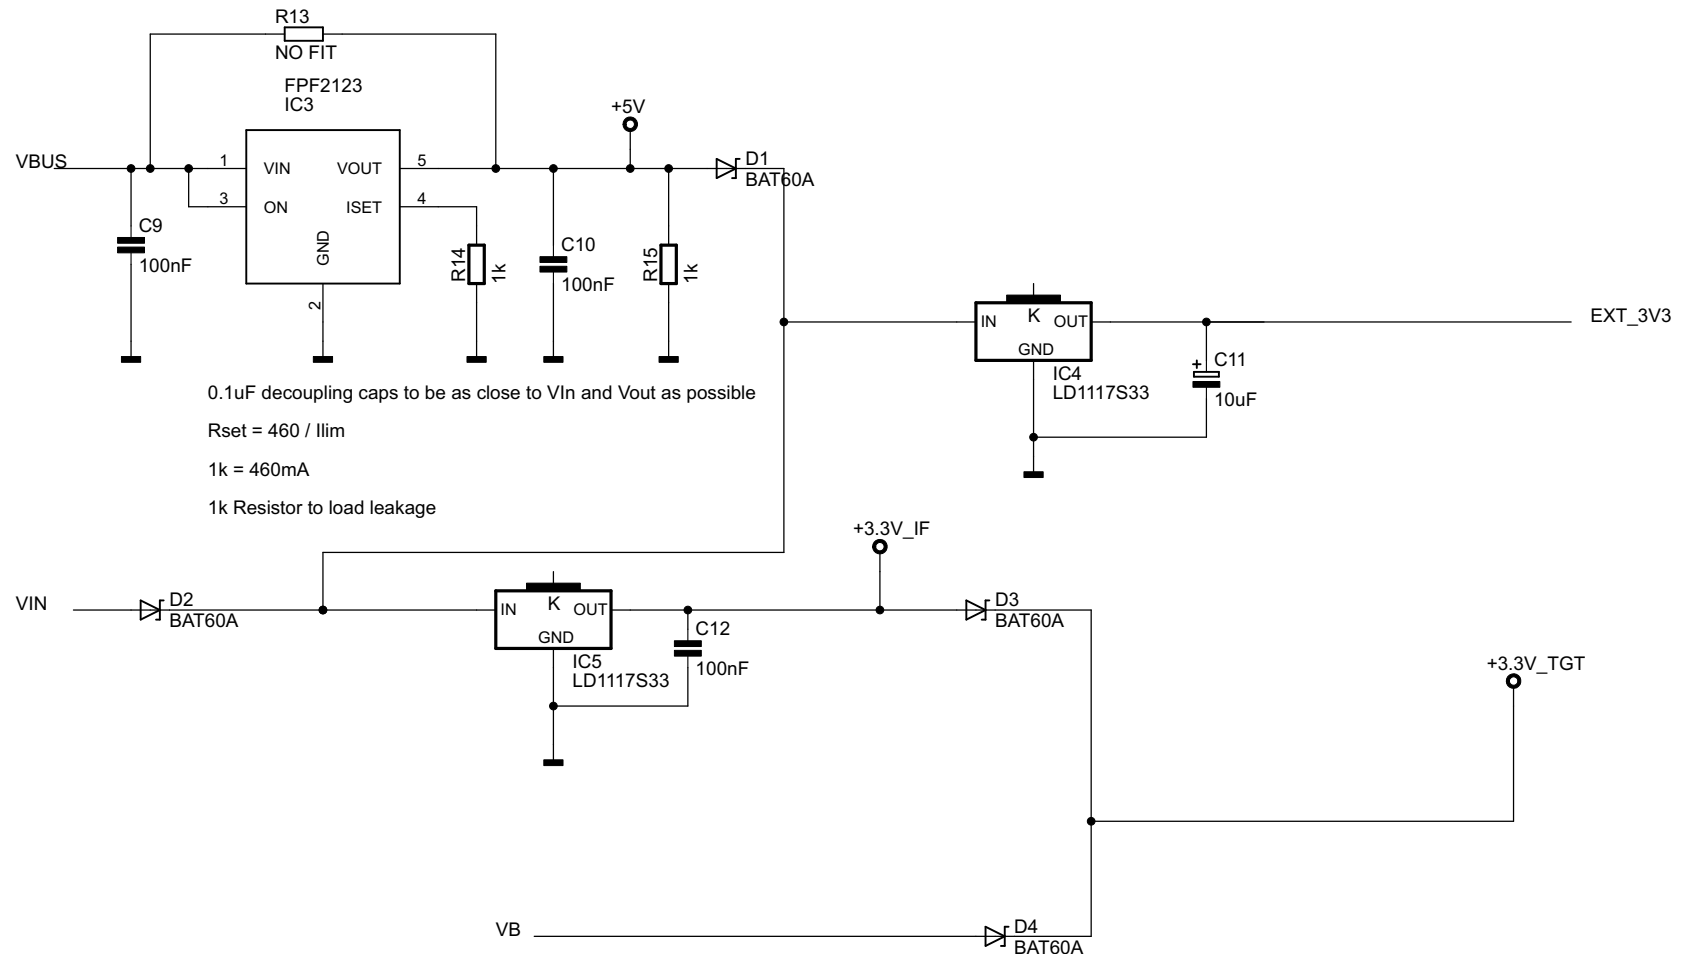 R13
NO FIT
FPF2123
IC3
+5V
VBUS
1
VIN
VOUT
5
D1
BAT60A
3
ON
ISET
4
GND
2
C9
100nF
R14
1k
C10
100nF
R15
1k
IN
K
OUT
GND
IC4
LD1117S33
EXT_3V3
+
C11
10uF
0.1uF decoupling caps to be as close to VIn and Vout as possible
Rset = 460 / Ilim
1k = 460mA
1k Resistor to load leakage
+3.3V_IF
VIN
D2
BAT60A
IN
K
OUT
GND
IC5
LD1117S33
C12
100nF
D3
BAT60A
+3.3V_TGT
VB
D4
BAT60A